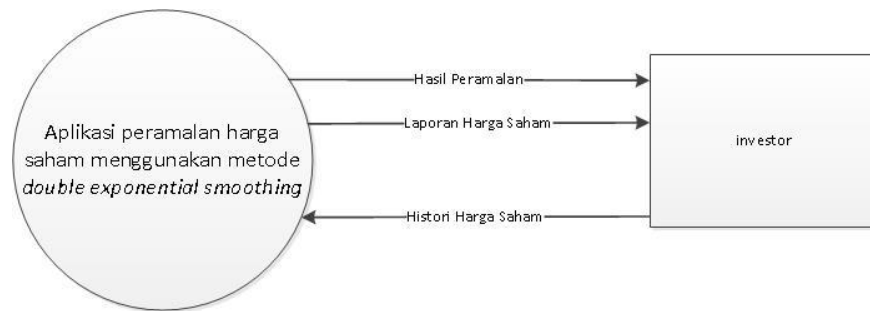 Aplikasi peramalan harga
saham menggunakan metode
double exponential smoothing
Hasil Peramalan
Laporan Harga Saham
Histori Harga Saham
investor